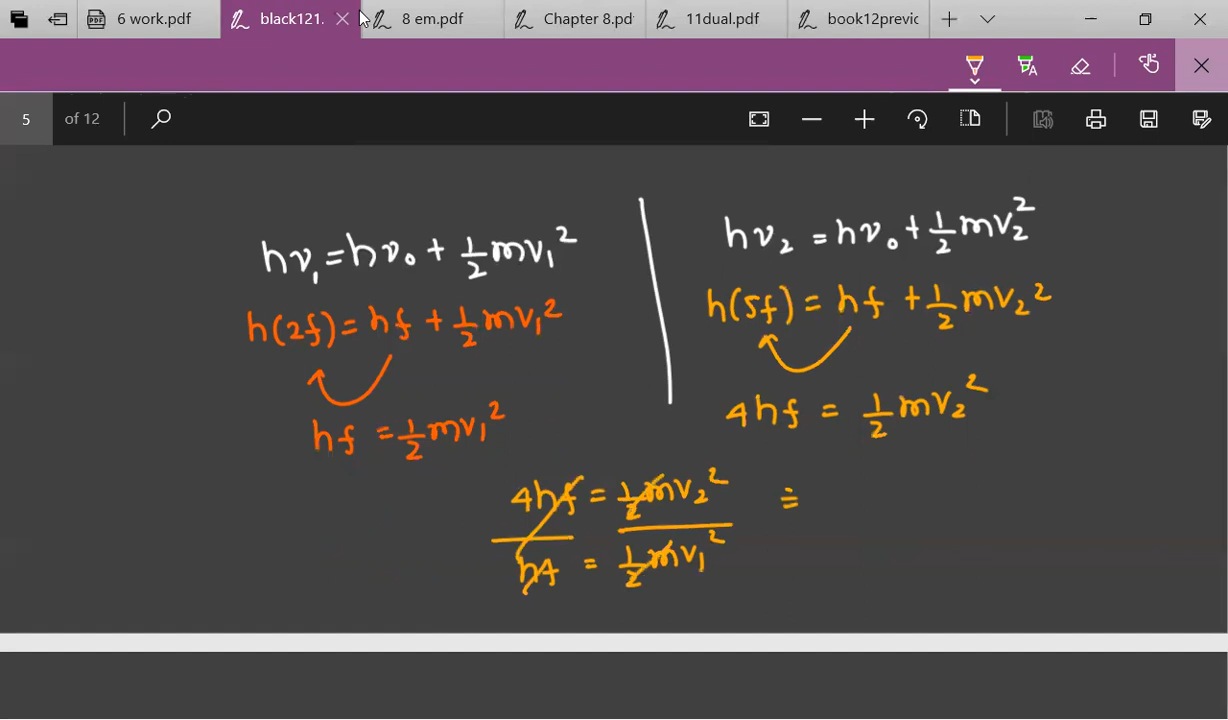 6 work.pdf
black121.
8 em.pdf
Chapter 8.pdf
11dual.pdf
book12previc
5 of 12
hν₁ = hν₀ + ½mv₁²
h(2f) = hf + ½mv₁²
hf = ½mv₁²
hν₂ = hν₀ + ½mv₂²
h(5f) = hf + ½mv₂²
4hf = ½mv₂²
4hf = ½mv₂² =
hf = ½mv₁²